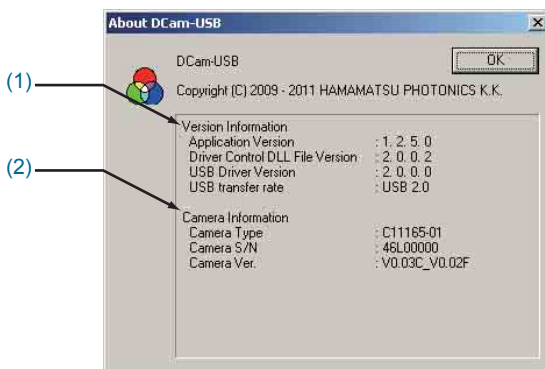 About DCam-USB
DCam-USB
OK
Copyright (C) 2009 - 2011 HAMAMATSU PHOTONICS K.K.
(1)
Version Information
Application Version : 1. 2. 5. 0
Driver Control DLL File Version : 2. 0. 0. 2
USB Driver Version : 2. 0. 0. 0
USB transfer rate : USB 2.0
(2)
Camera Information
Camera Type : C11165-01
Camera S/N : 46L00000
Camera Ver. : V0.03C_V0.02F